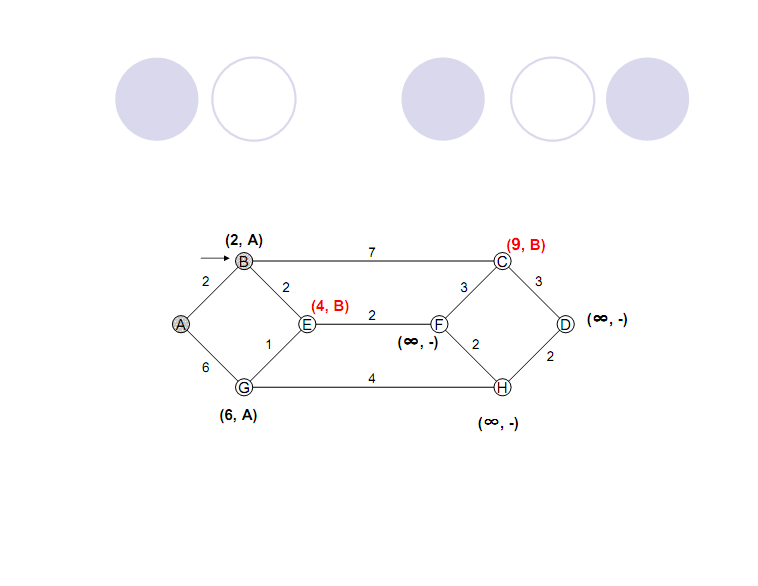 (2, A)
(9, B)
7
B
C
2
2
3
3
(4, B)
A
E
2
F
D
(∞, -)
(∞, -)
1
2
2
6
4
G
H
(6, A)
(∞, -)